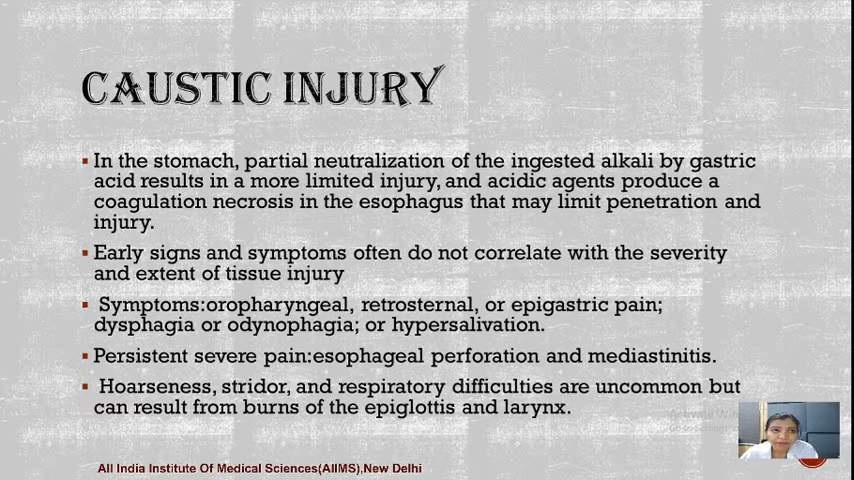 CAUSTIC INJURY
▪ In the stomach, partial neutralization of the ingested alkali by gastric
acid results in a more limited injury, and acidic agents produce a
coagulation necrosis in the esophagus that may limit penetration and
injury.
▪ Early signs and symptoms often do not correlate with the severity
and extent of tissue injury
▪ Symptoms:oropharyngeal, retrosternal, or epigastric pain;
dysphagia or odynophagia; or hypersalivation.
▪ Persistent severe pain:esophageal perforation and mediastinitis.
▪ Hoarseness, stridor, and respiratory difficulties are uncommon but
can result from burns of the epiglottis and larynx.
Activate Win
All India Institute Of Medical Sciences(AIIMS),New Delhi